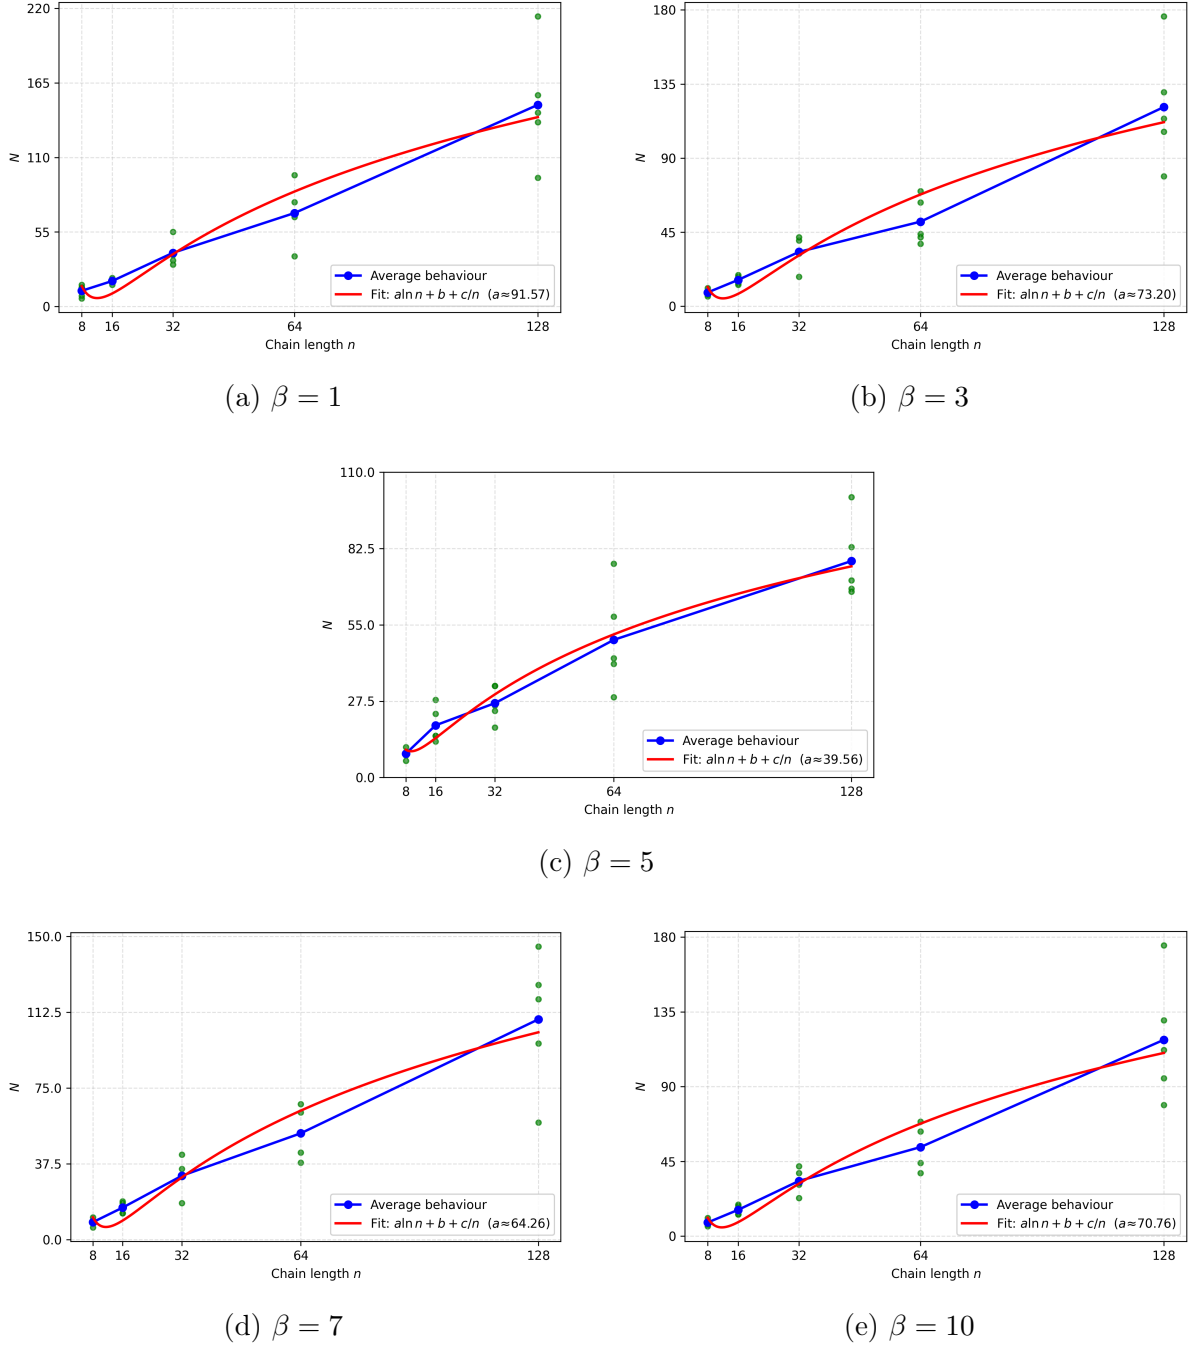 220
165
110
55
0
N
8 16 32 64 128
Chain length n
Average behaviour
Fit: a ln n + b + c/n (a≈91.57)
(a) β = 1
180
135
90
45
0
N
8 16 32 64 128
Chain length n
Average behaviour
Fit: a ln n + b + c/n (a≈73.20)
(b) β = 3
110.0
82.5
55.0
27.5
0.0
N
8 16 32 64 128
Chain length n
Average behaviour
Fit: a ln n + b + c/n (a≈39.56)
(c) β = 5
150.0
112.5
75.0
37.5
0.0
N
8 16 32 64 128
Chain length n
Average behaviour
Fit: a ln n + b + c/n (a≈64.26)
(d) β = 7
180
135
90
45
0
N
8 16 32 64 128
Chain length n
Average behaviour
Fit: a ln n + b + c/n (a≈70.76)
(e) β = 10